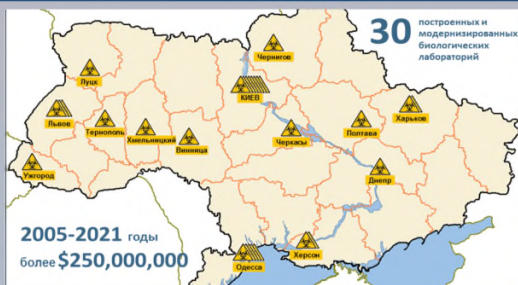 30
построенных и
модернизированных
биологических
лабораторий
Чернигов
Луцк
КИЕВ
Львов
Тернополь
Хмельницкий
Винница
Черкасы
Полтава
Харьков
Ужгород
Днепр
2005-2021 годы
более $250,000,000
Одесса
Херсон